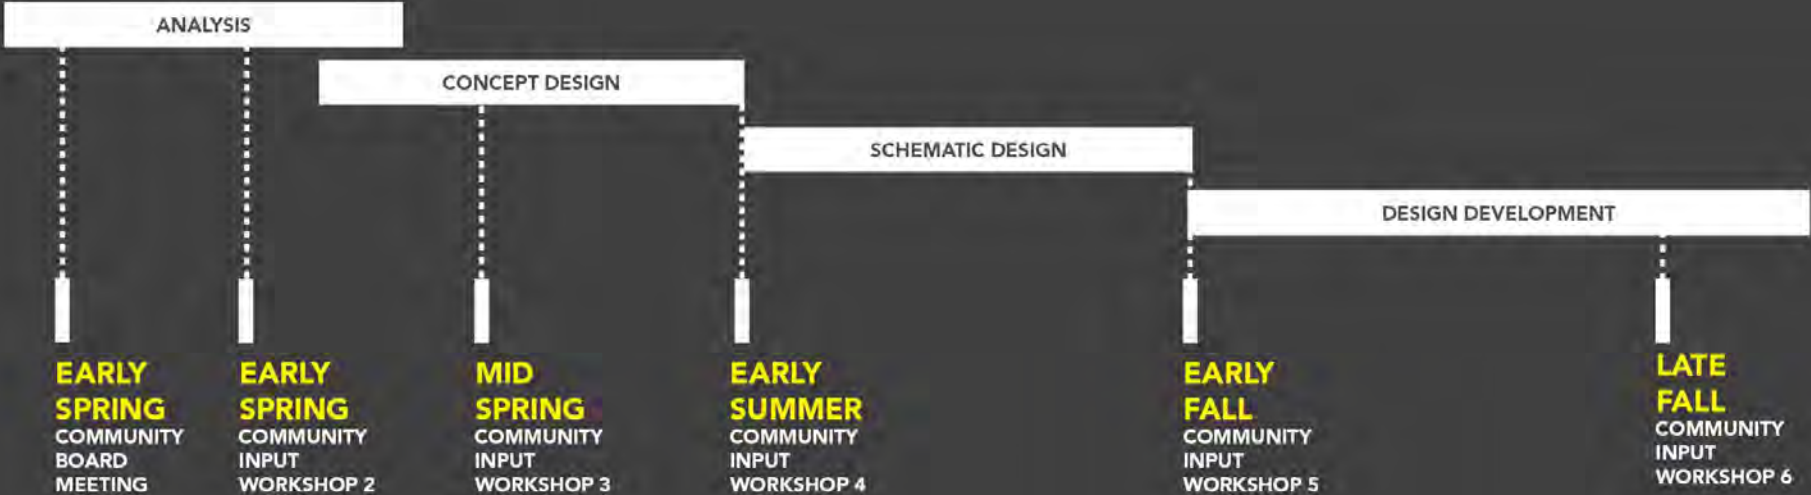 ANALYSIS
CONCEPT DESIGN
SCHEMATIC DESIGN
DESIGN DEVELOPMENT
EARLY
SPRING
COMMUNITY
BOARD
MEETING
EARLY
SPRING
COMMUNITY
INPUT
WORKSHOP 2
MID
SPRING
COMMUNITY
INPUT
WORKSHOP 3
EARLY
SUMMER
COMMUNITY
INPUT
WORKSHOP 4
EARLY
FALL
COMMUNITY
INPUT
WORKSHOP 5
LATE
FALL
COMMUNITY
INPUT
WORKSHOP 6